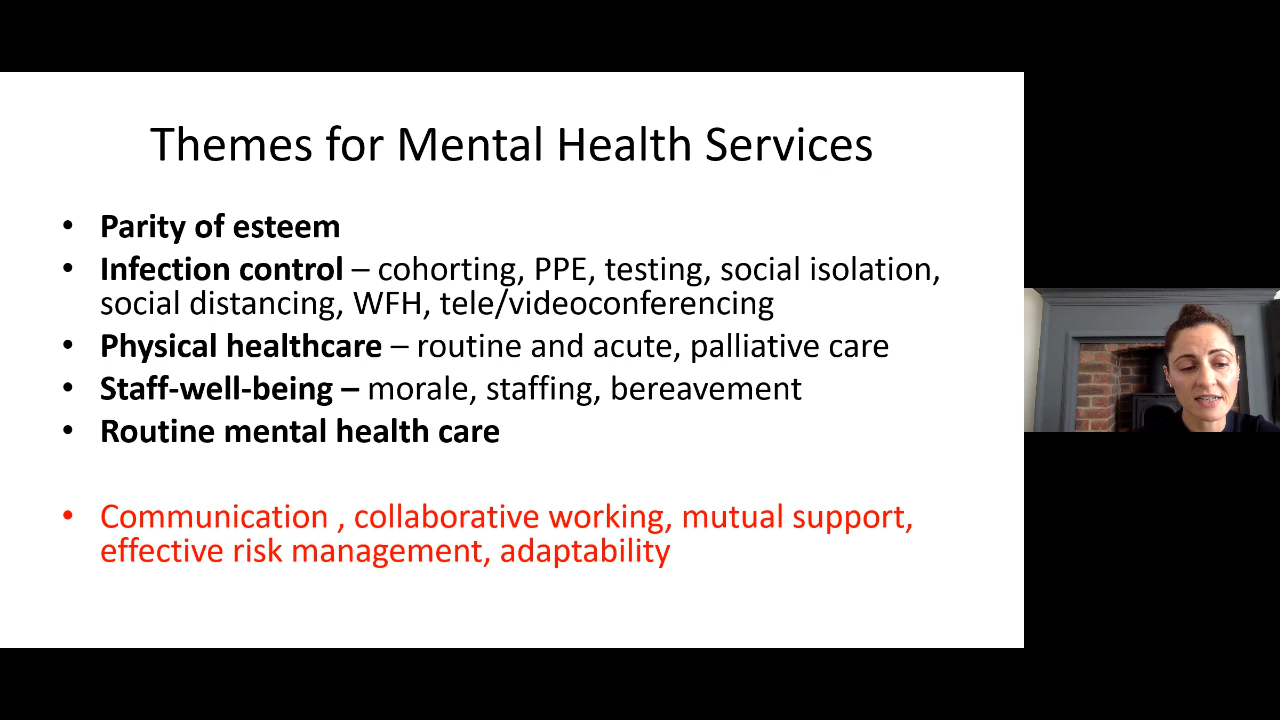 Themes for Mental Health Services
• Parity of esteem
• Infection control – cohorting, PPE, testing, social isolation,
social distancing, WFH, tele/videoconferencing
• Physical healthcare – routine and acute, palliative care
• Staff-well-being – morale, staffing, bereavement
• Routine mental health care
• Communication , collaborative working, mutual support,
effective risk management, adaptability